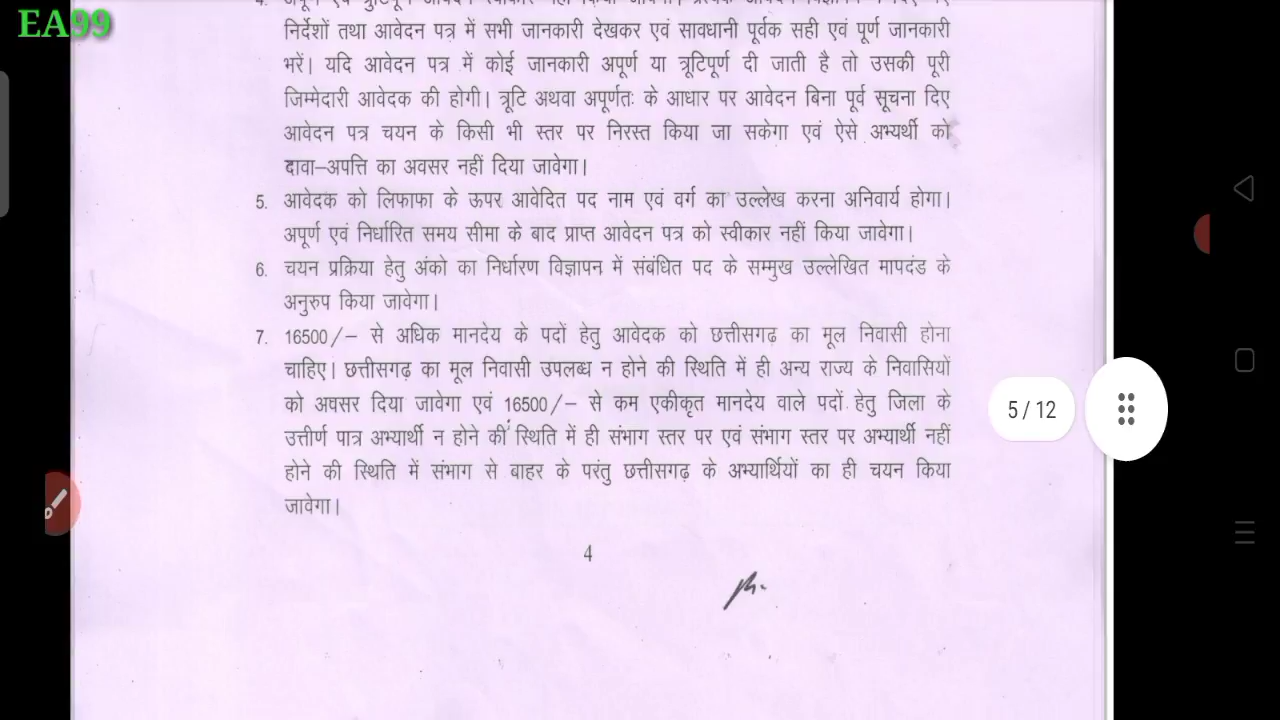 EA99
निर्देशों तथा आवेदन पत्र में सभी जानकारी देखकर एवं सावधानी पूर्वक सही एवं पूर्ण जानकारी
भरें। यदि आवेदन पत्र में कोई जानकारी अपूर्ण या त्रूटिपूर्ण दी जाती है तो उसकी पूरी
जिम्मेदारी आवेदक की होगी। त्रूटि अथवा अपूर्णतः के आधार पर आवेदन बिना पूर्व सूचना दिए
आवेदन पत्र चयन के किसी भी स्तर पर निरस्त किया जा सकेगा एवं ऐसे अभ्यर्थी को
दावा–अपत्ति का अवसर नहीं दिया जावेगा।
5. आवेदक को लिफाफा के ऊपर आवेदित पद नाम एवं वर्ग का उल्लेख करना अनिवार्य होगा।
अपूर्ण एवं निर्धारित समय सीमा के बाद प्राप्त आवेदन पत्र को स्वीकार नहीं किया जावेगा।
6. चयन प्रक्रिया हेतु अंको का निर्धारण विज्ञापन में संबंधित पद के सम्मुख उल्लेखित मापदंड के
अनुरुप किया जावेगा।
7. 16500/– से अधिक मानदेय के पदों हेतु आवेदक को छत्तीसगढ़ का मूल निवासी होना
चाहिए। छत्तीसगढ़ का मूल निवासी उपलब्ध न होने की स्थिति में ही अन्य राज्य के निवासियों
को अवसर दिया जावेगा एवं 16500/– से कम एकीकृत मानदेय वाले पदों हेतु जिला के
उत्तीर्ण पात्र अभ्यार्थी न होने की स्थिति में ही संभाग स्तर पर एवं संभाग स्तर पर अभ्यार्थी नहीं
होने की स्थिति में संभाग से बाहर के परंतु छत्तीसगढ़ के अभ्यार्थियों का ही चयन किया
जावेगा।
4
5 / 12